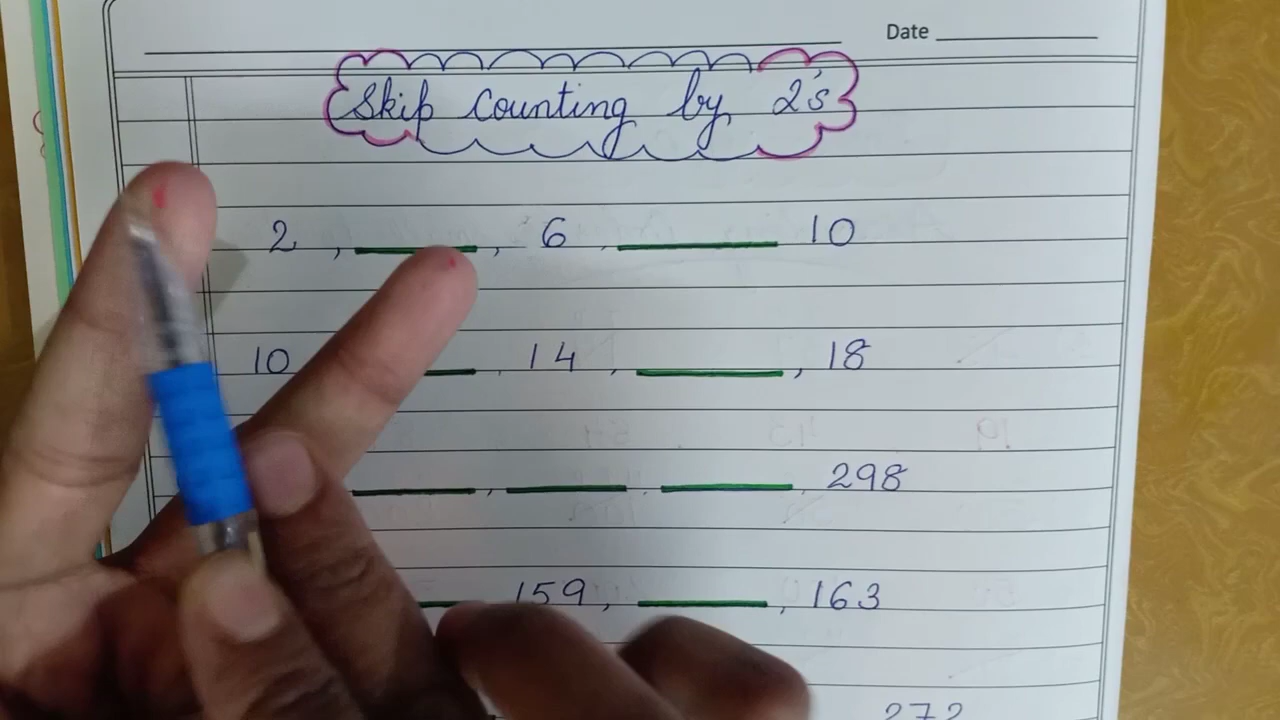 Date
Skip counting by 2's
2 , ____ , 6 , ____ 10
10 ____ , 14 , ____ , 18
____ , ____ , ____ , 298
____ 159 , ____ , 163
272